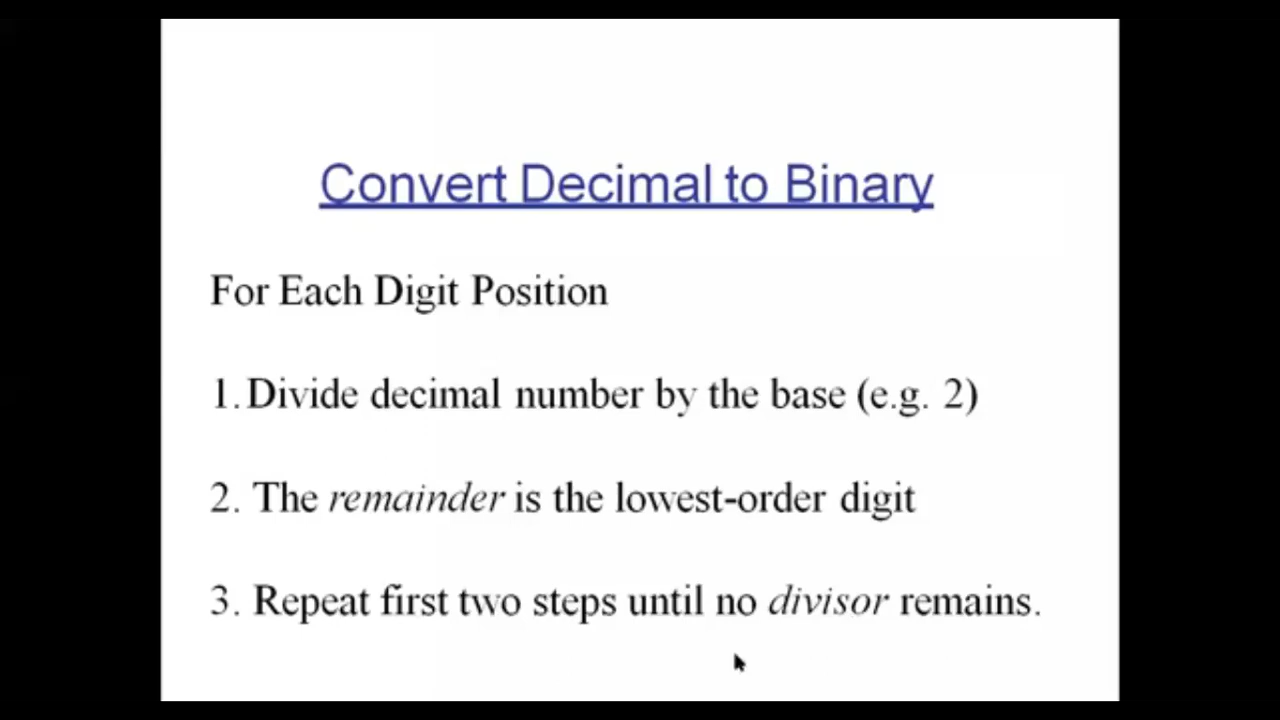 Convert Decimal to Binary
For Each Digit Position
1. Divide decimal number by the base (e.g. 2)
2. The remainder is the lowest-order digit
3. Repeat first two steps until no divisor remains.